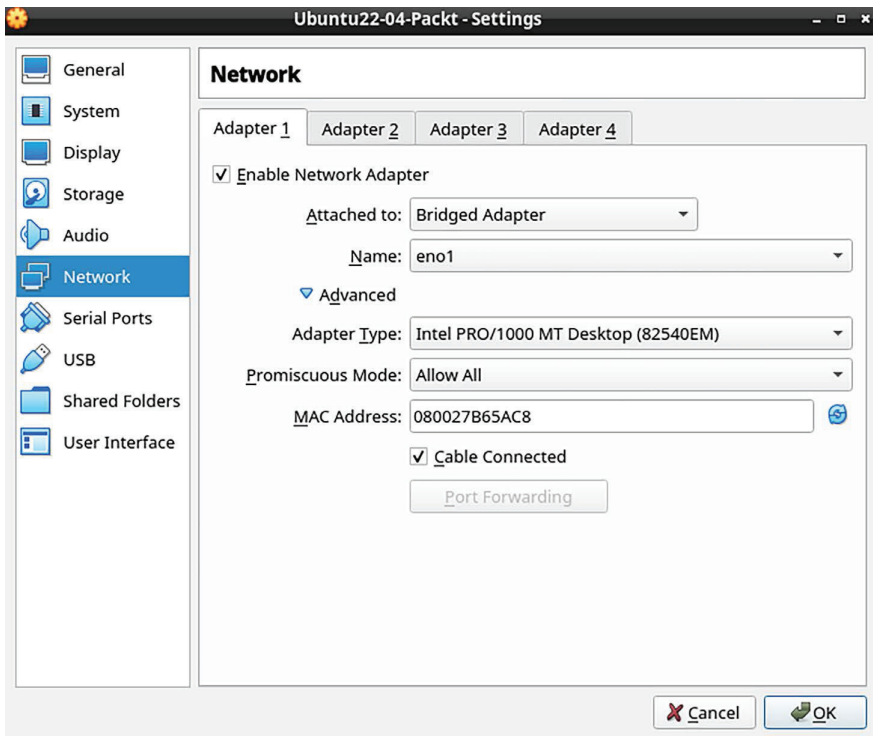 Ubuntu22-04-Packt - Settings
General
System
Display
Storage
Audio
Network
Serial Ports
USB
Shared Folders
User Interface
Network
Adapter 1 Adapter 2 Adapter 3 Adapter 4
Enable Network Adapter
Attached to: Bridged Adapter
Name: eno1
Advanced
Adapter Type: Intel PRO/1000 MT Desktop (82540EM)
Promiscuous Mode: Allow All
MAC Address: 080027B65AC8
Cable Connected
Port Forwarding
Cancel OK